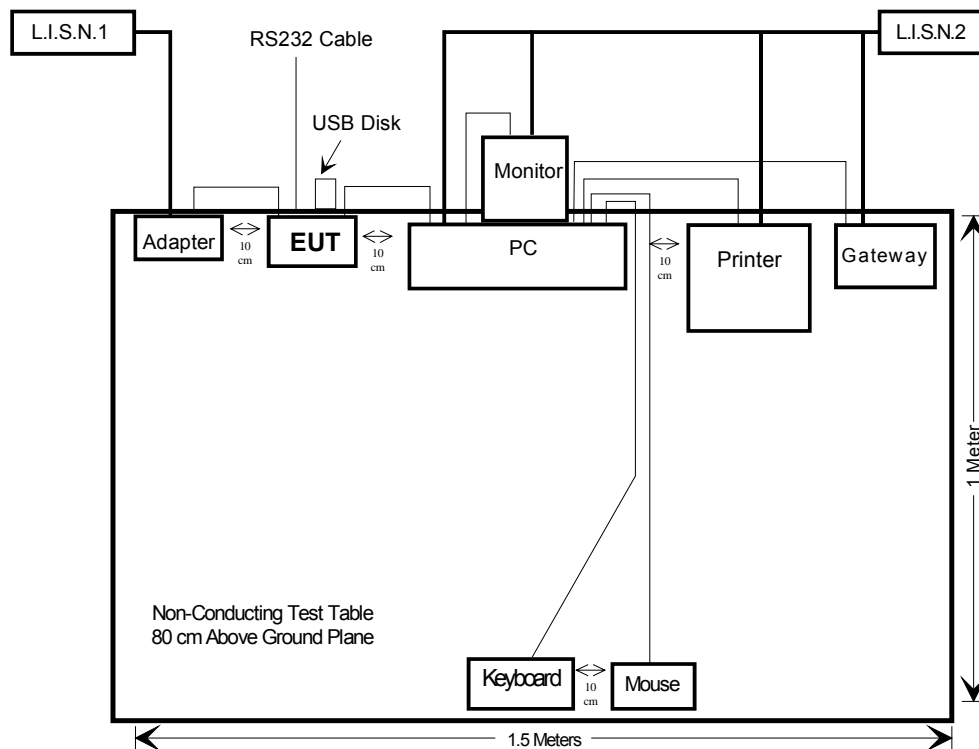 L.I.S.N.1
L.I.S.N.2
RS232 Cable
USB Disk
Monitor
Adapter
10
cm
EUT
10
cm
PC
10
cm
Printer
Gateway
1 Meter
Non-Conducting Test Table
80 cm Above Ground Plane
Keyboard
10
cm
Mouse
1.5 Meters